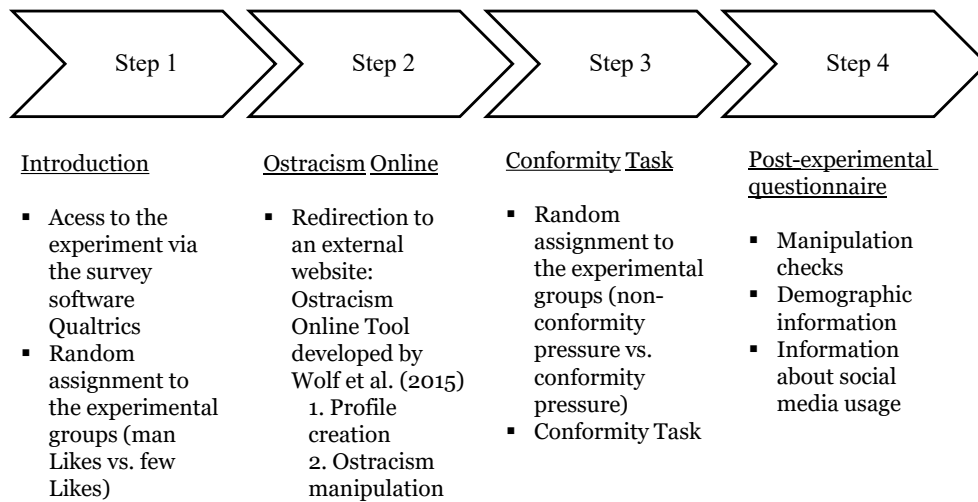 Step 1
Step 2
Step 3
Step 4
Introduction
▪ Acess to the
experiment via
the survey
software
Qualtrics
▪ Random
assignment to
the experimental
groups (man
Likes vs. few
Likes)
Ostracism Online
▪ Redirection to
an external
website:
Ostracism
Online Tool
developed by
Wolf et al. (2015)
1. Profile
creation
2. Ostracism
manipulation
Conformity Task
▪ Random
assignment to
the experimental
groups (non-
conformity
pressure vs.
conformity
pressure)
▪ Conformity Task
Post-experimental
questionnaire
▪ Manipulation
checks
▪ Demographic
information
▪ Information
about social
media usage